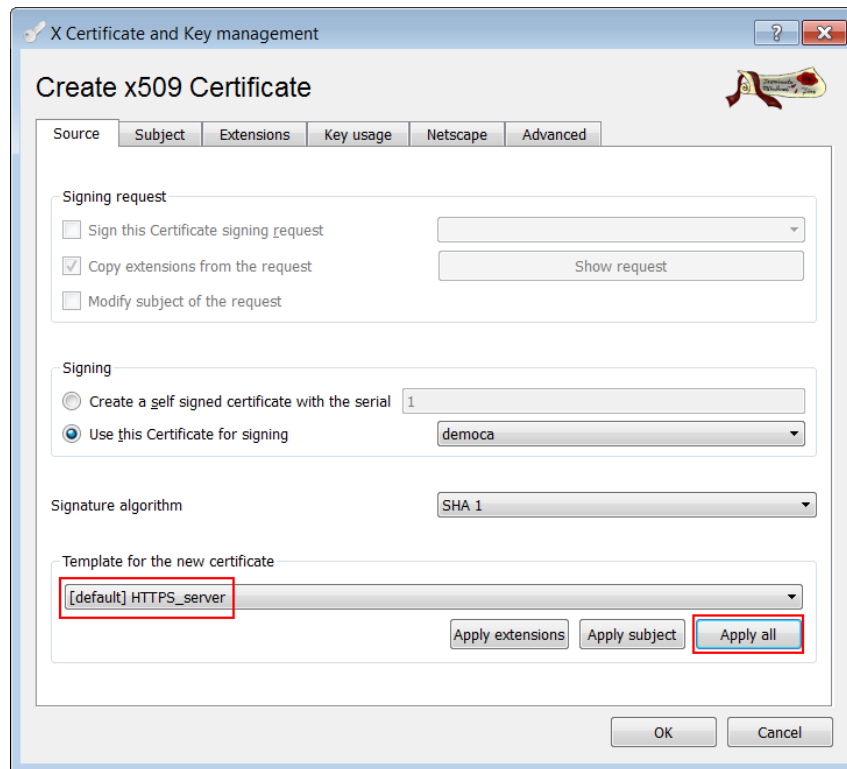 X Certificate and Key management
Create x509 Certificate
Source Subject Extensions Key usage Netscape Advanced
Signing request
Sign this Certificate signing request
Copy extensions from the request Show request
Modify subject of the request
Signing
Create a self signed certificate with the serial 1
Use this Certificate for signing democa
Signature algorithm SHA 1
Template for the new certificate
[default] HTTPS_server
Apply extensions Apply subject Apply all
OK Cancel